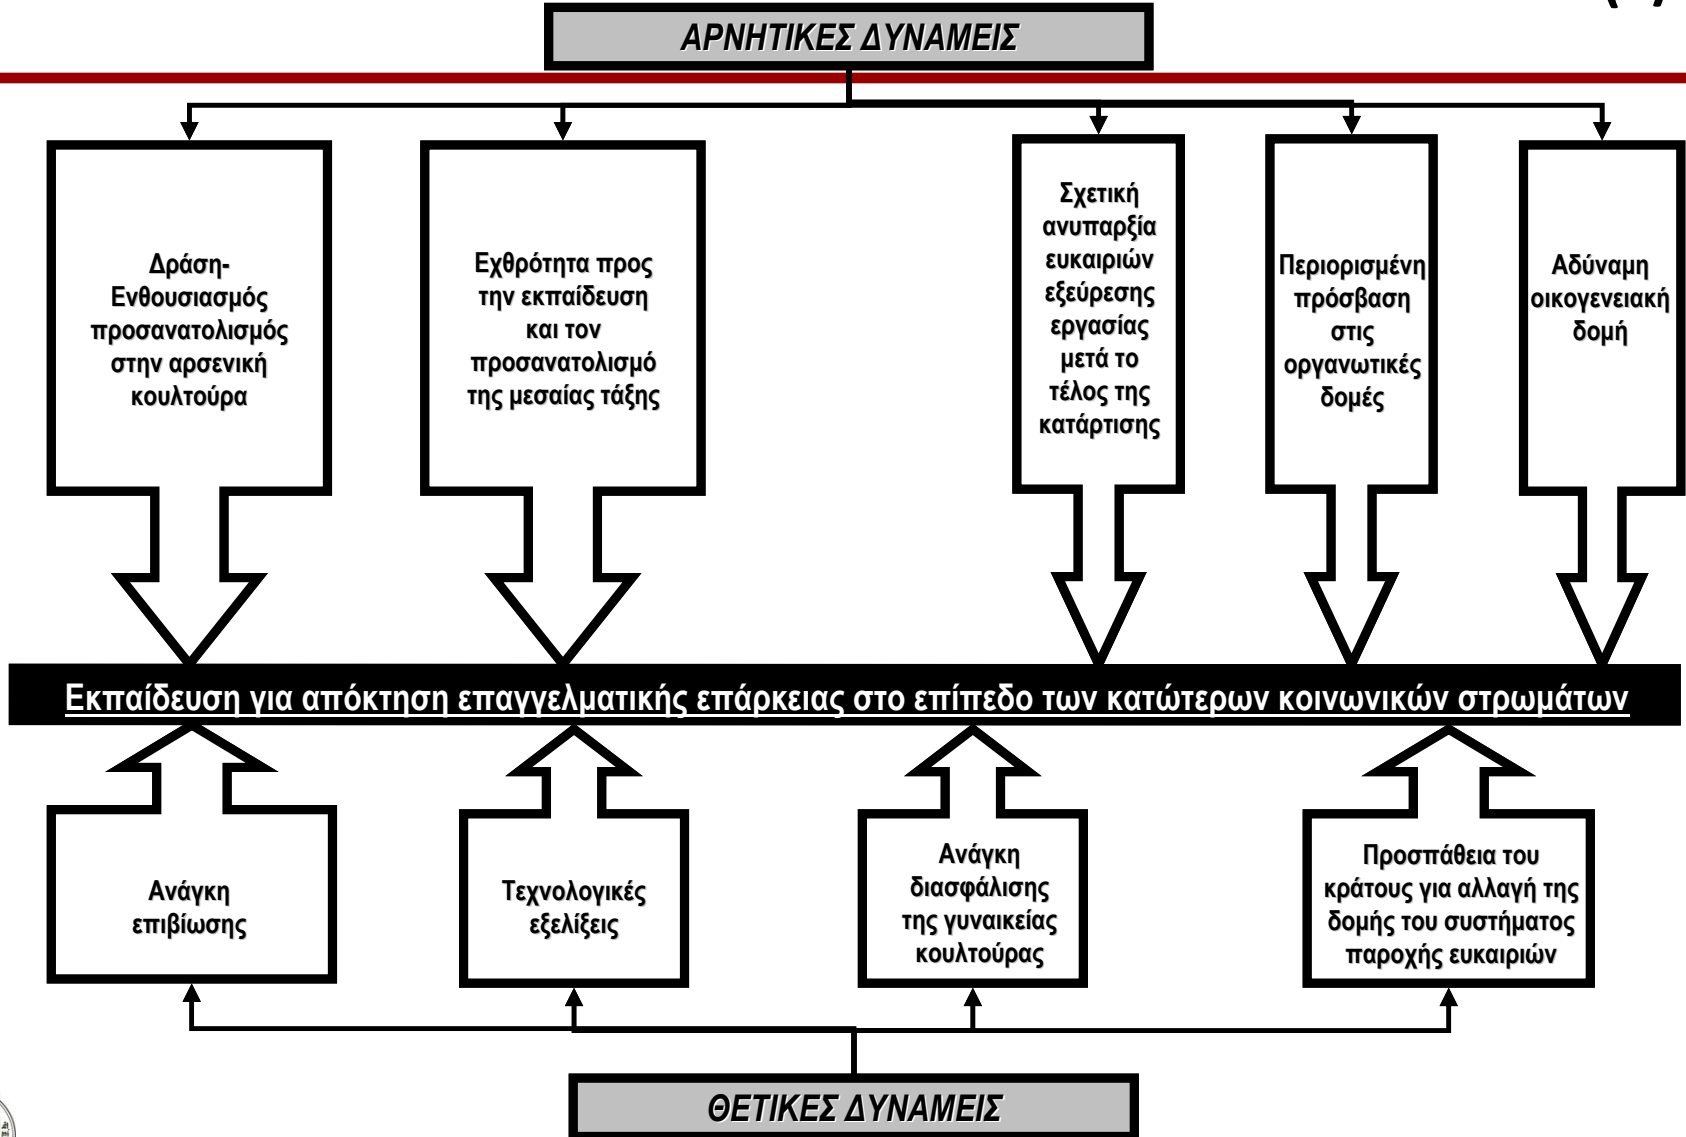 ΑΡΝΗΤΙΚΕΣ ΔΥΝΑΜΕΙΣ
Δράση-
Ενθουσιασμός
προσανατολισμός
στην αρσενική
κουλτούρα
Εχθρότητα προς
την εκπαίδευση
και τον
προσανατολισμό
της μεσαίας τάξης
Σχετική
ανυπαρξία
ευκαιριών
εξεύρεσης
εργασίας
μετά το
τέλος της
κατάρτισης
Περιορισμένη
πρόσβαση
στις
οργανωτικές
δομές
Αδύναμη
οικογενειακή
δομή
Εκπαίδευση για απόκτηση επαγγελματικής επάρκειας στο επίπεδο των κατώτερων κοινωνικών στρωμάτων
Ανάγκη
επιβίωσης
Τεχνολογικές
εξελίξεις
Ανάγκη
διασφάλισης
της γυναικείας
κουλτούρας
Προσπάθεια του
κράτους για αλλαγή της
δομής του συστήματος
παροχής ευκαιριών
ΘΕΤΙΚΕΣ ΔΥΝΑΜΕΙΣ